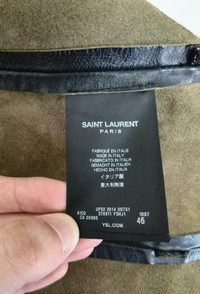 SAINT LAURENT
PARIS
FABRIQUÉ EN ITALIE
MADE IN ITALY
FABBRICATO IN ITALIA
GEMACHT IN ITALIEN
HECHO EN ITALIA
イタリア製
意大利制造
1997
46
YSL.COM